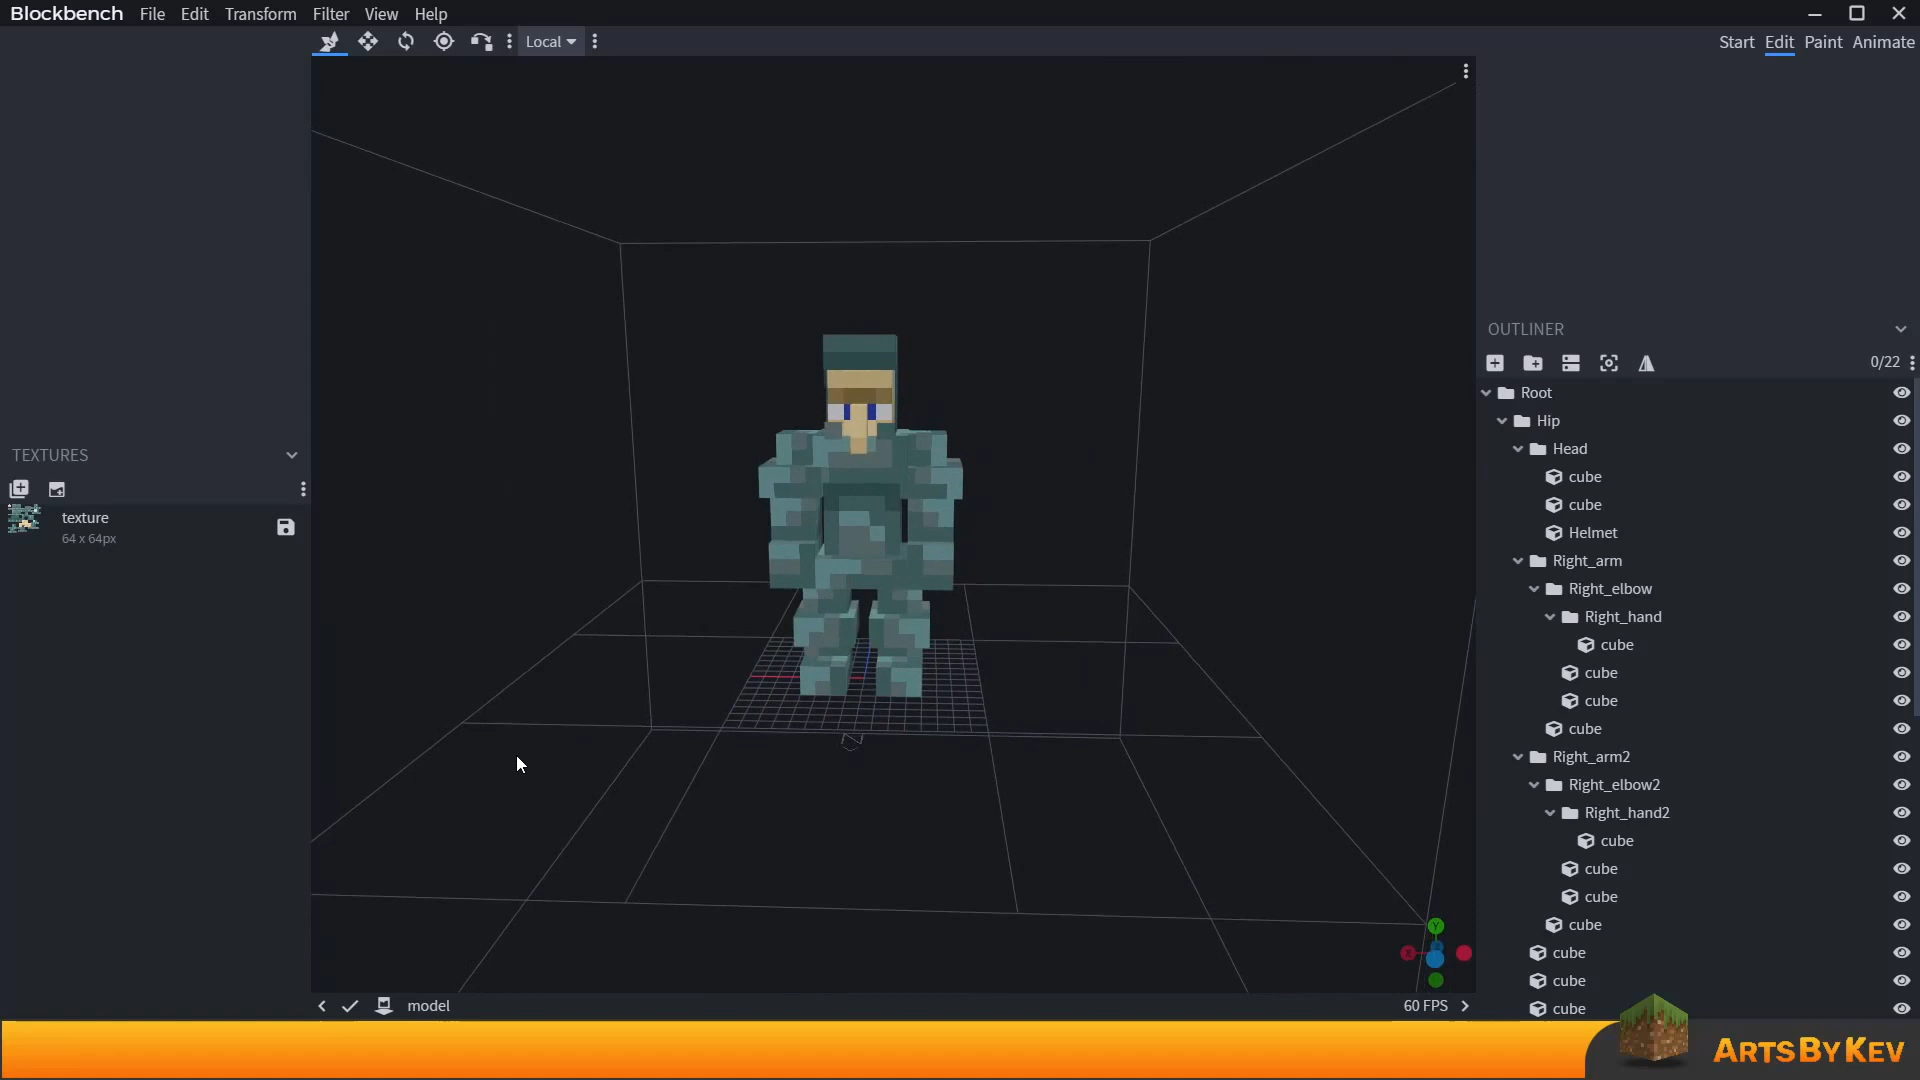 Blockbench File Edit Transform Filter View Help
Local
Start Edit Paint Animate
TEXTURES
texture
64 x 64px
OUTLINER
0/22
Root
Hip
Head
cube
cube
Helmet
Right_arm
Right_elbow
Right_hand
cube
cube
cube
cube
Right_arm2
Right_elbow2
Right_hand2
cube
cube
cube
cube
cube
cube
cube
Y
X
model
60 FPS
ARTSBYKEV